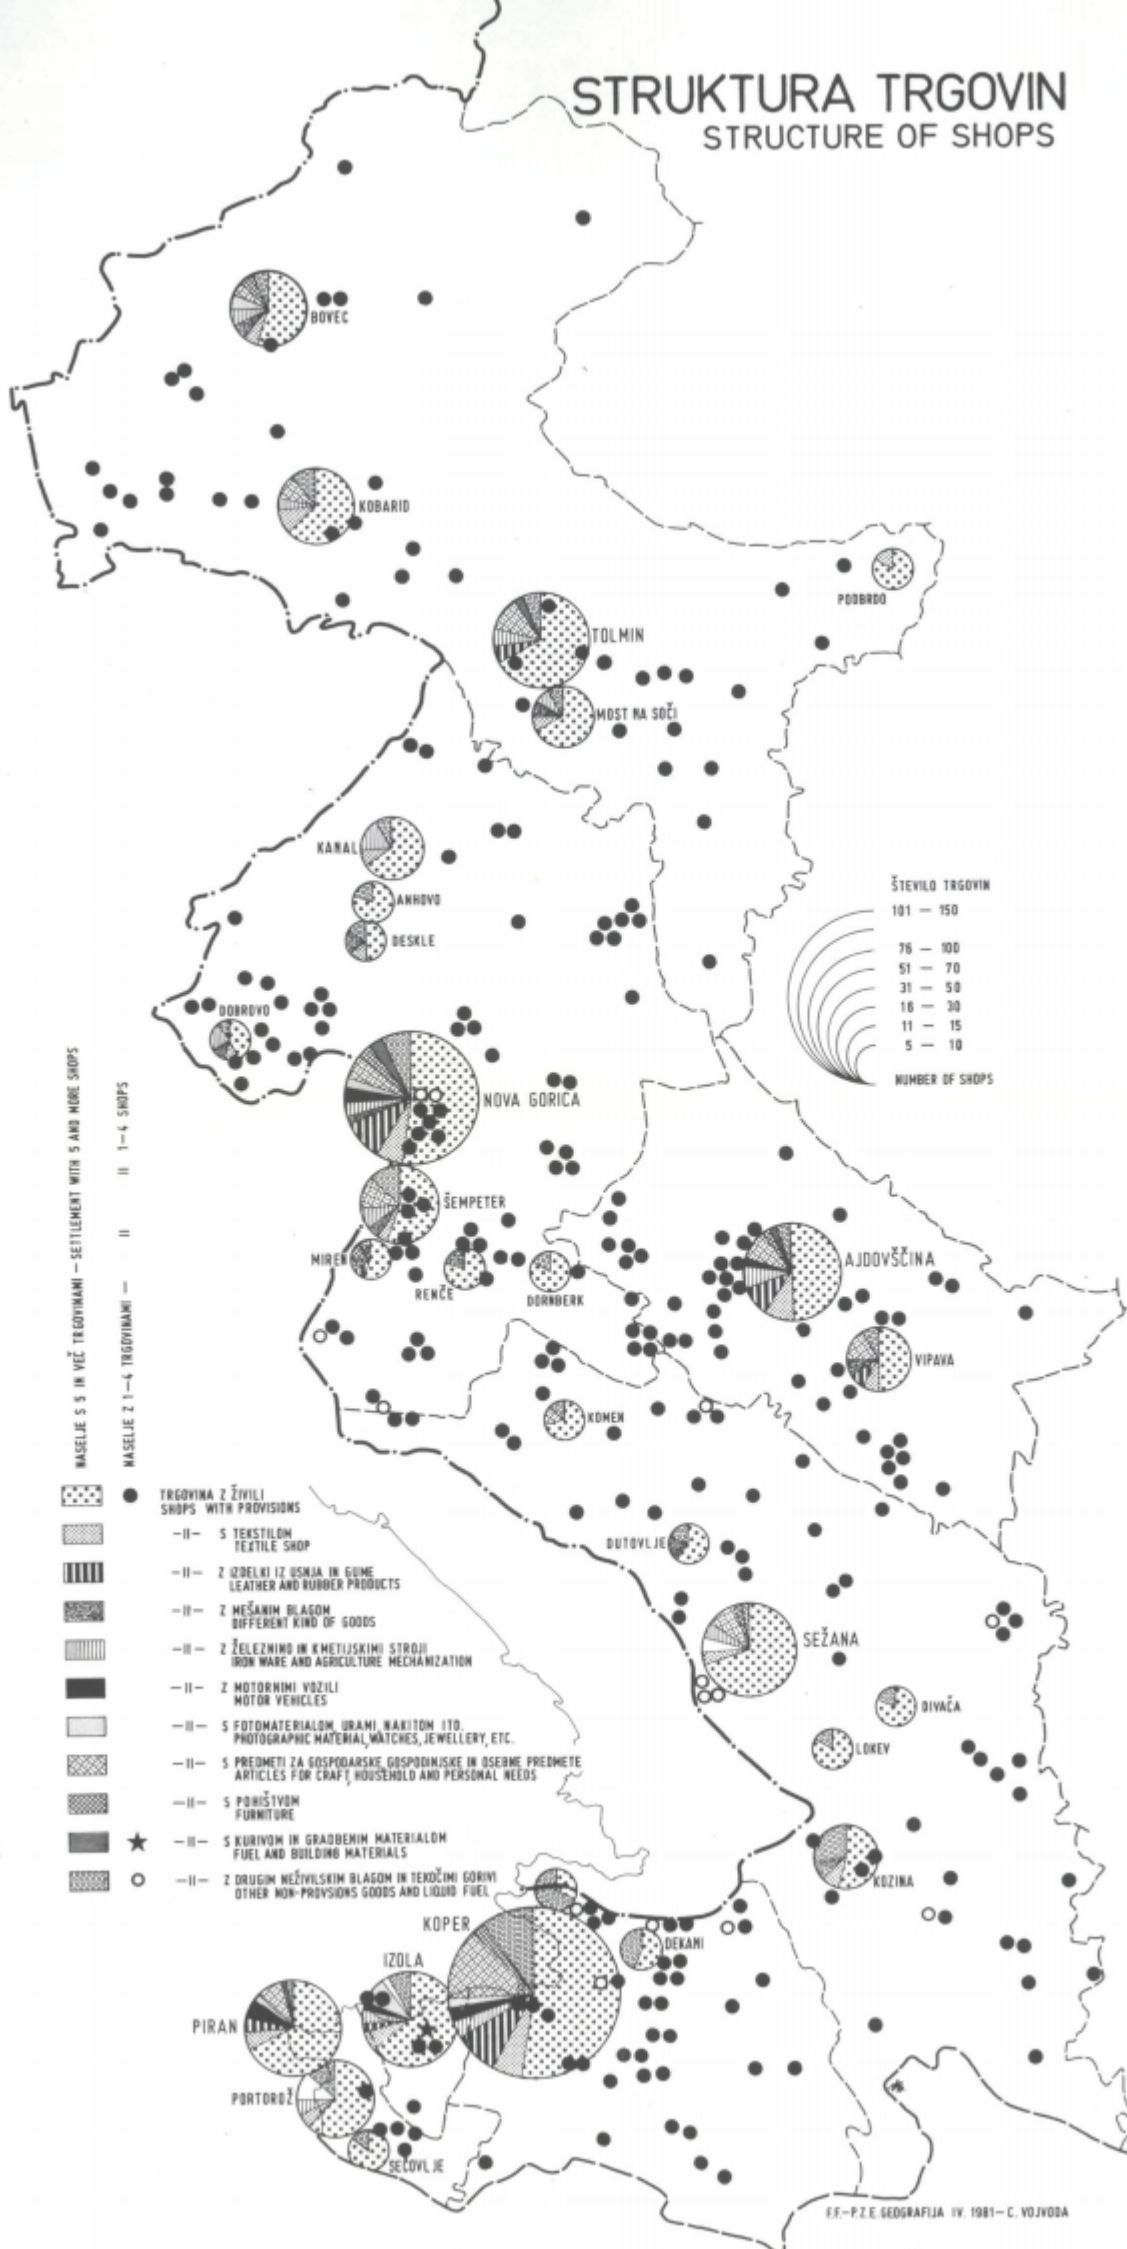 STRUKTURA TRGOVIN
STRUCTURE OF SHOPS
BOVEC
KOBARID
PODBRDO
TOLMIN
MOST NA SOČI
KANAL
ANHOVO
DESKLE
DOBROVO
NOVA GORICA
ŠEMPETER
MIREN
RENČE
DORNBERK
AJDOVŠČINA
VIPAVA
KOMEN
DUTOVLJE
SEŽANA
DIVAČA
LOKEV
KOZINA
KOPER
DEKANI
IZOLA
PIRAN
PORTOROŽ
SEČOVLJE
ŠTEVILO TRGOVIN
101 — 150
76 — 100
51 — 70
31 — 50
16 — 30
11 — 15
5 — 10
NUMBER OF SHOPS
NASELJE S 5 IN VEČ TRGOVINAMI — SETTLEMENT WITH 5 AND MORE SHOPS
NASELJE Z 1—4 TRGOVINAMI — II II 1—4 SHOPS
TRGOVINA Z ŽIVILI
SHOPS WITH PROVISIONS
—II— S TEKSTILOM
TEXTILE SHOP
—II— Z IZDELKI IZ USNJA IN GUME
LEATHER AND RUBBER PRODUCTS
—II— Z MEŠANIM BLAGOM
DIFFERENT KIND OF GOODS
—II— Z ŽELEZNINO IN KMETIJSKIMI STROJI
IRON WARE AND AGRICULTURE MECHANIZATION
—II— Z MOTORNIMI VOZILI
MOTOR VEHICLES
—II— S FOTOMATERIALOM, URAMI, NAKITOM ITD.
PHOTOGRAPHIC MATERIAL, WATCHES, JEWELLERY, ETC.
—II— S PREDMETI ZA GOSPODARSKE, GOSPODINJSKE IN OSEBNE PREDMETE
ARTICLES FOR CRAFT, HOUSEHOLD AND PERSONAL NEEDS
—II— S POHIŠTVOM
FURNITURE
—II— S KURIVOM IN GRADBENIM MATERIALOM
FUEL AND BUILDING MATERIALS
—II— Z DRUGIM NEŽIVILSKIM BLAGOM IN TEKOČIMI GORIVI
OTHER NON-PROVSIONS GOODS AND LIQUID FUEL
F.F.—P.Z.E. GEOGRAFIJA IV. 1981— C. VOJVODA